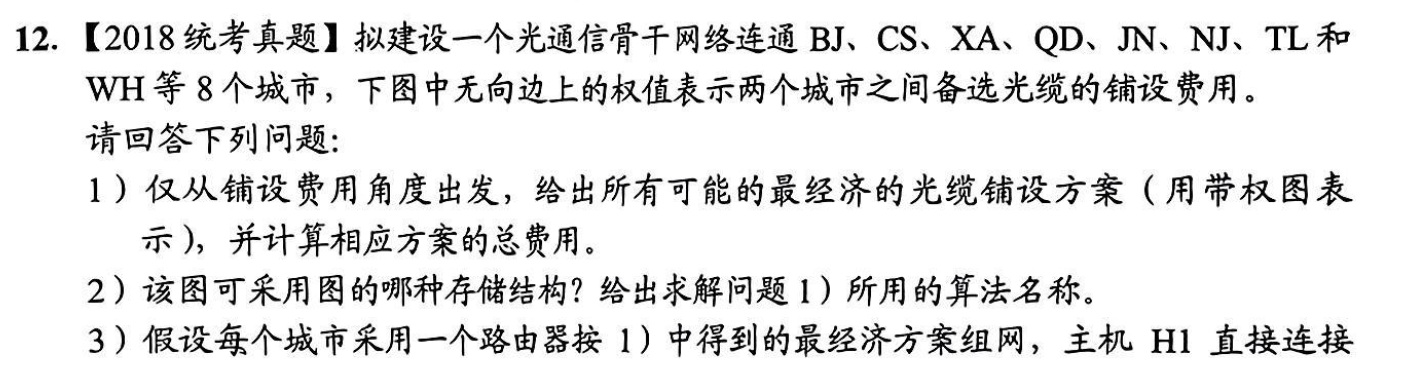 12.【2018统考真题】拟建设一个光通信骨干网络连通 BJ、CS、XA、QD、JN、NJ、TL 和
WH 等 8 个城市，下图中无向边上的权值表示两个城市之间备选光缆的铺设费用。
请回答下列问题:
1）仅从铺设费用角度出发，给出所有可能的最经济的光缆铺设方案（用带权图表
示），并计算相应方案的总费用。
2）该图可采用图的哪种存储结构？给出求解问题 1）所用的算法名称。
3）假设每个城市采用一个路由器按 1）中得到的最经济方案组网，主机 H1 直接连接